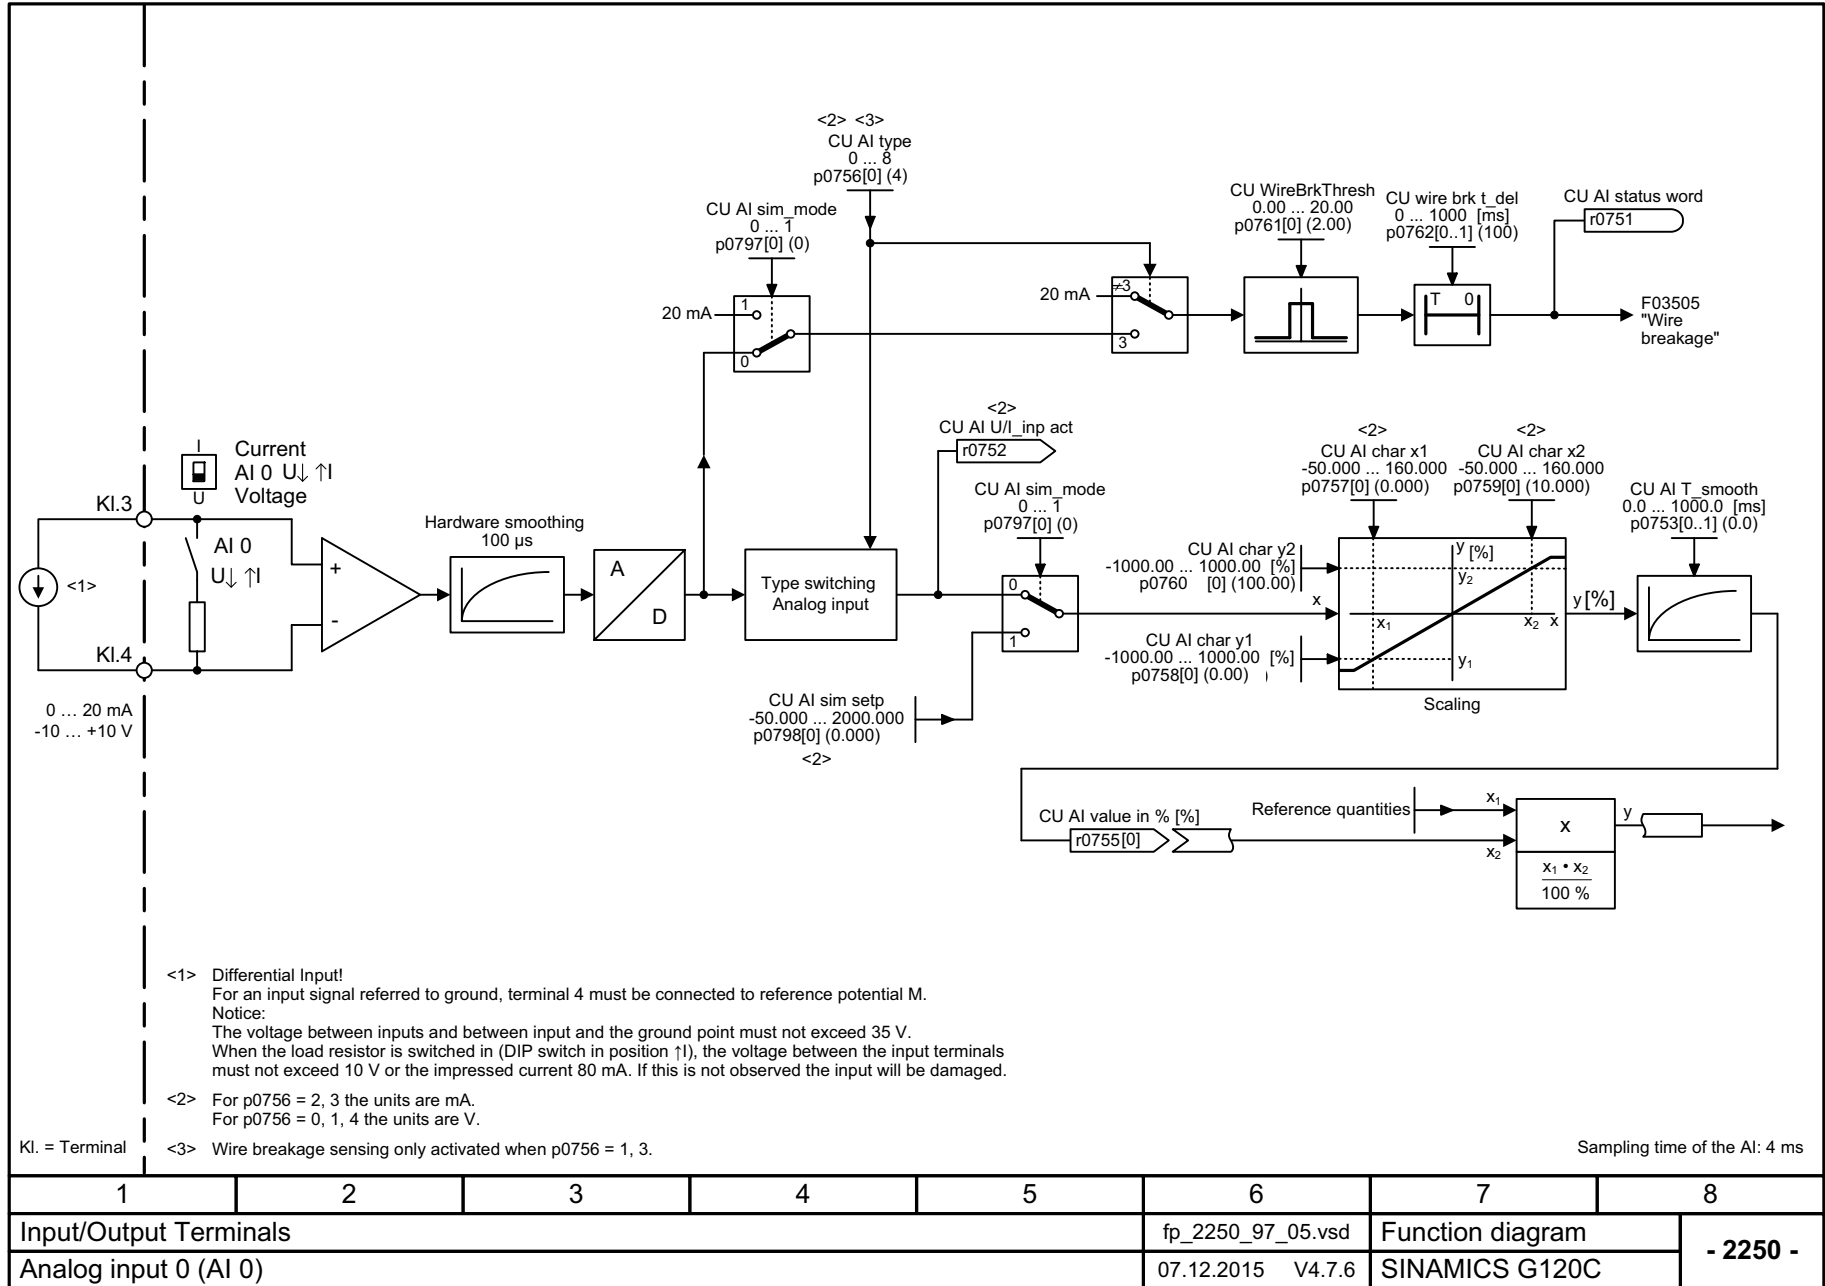 <2> <3>
CU AI type
0 ... 8
p0756[0] (4)
CU AI sim_mode
0 ... 1
p0797[0] (0)
1
20 mA
0
CU WireBrkThresh
0.00 ... 20.00
p0761[0] (2.00)
CU wire brk t_del
0 ... 1000 [ms]
p0762[0..1] (100)
CU AI status word
r0751
≠3
20 mA
3
T 0
F03505
"Wire
breakage"
I
U
Current
AI 0 U↓ ↑I
Voltage
Kl.3
<1>
Kl.4
0 ... 20 mA
-10 ... +10 V
AI 0
U↓ ↑I
+
-
Hardware smoothing
100 µs
A
D
Type switching
Analog input
<2>
CU AI U/I_inp act
r0752
CU AI sim_mode
0 ... 1
p0797[0] (0)
0
1
CU AI sim setp
-50.000 ... 2000.000
p0798[0] (0.000)
<2>
<2>
CU AI char x1
-50.000 ... 160.000
p0757[0] (0.000)
<2>
CU AI char x2
-50.000 ... 160.000
p0759[0] (10.000)
CU AI T_smooth
0.0 ... 1000.0 [ms]
p0753[0..1] (0.0)
CU AI char y2
-1000.00 ... 1000.00 [%]
p0760 [0] (100.00)
x
CU AI char y1
-1000.00 ... 1000.00 [%]
p0758[0] (0.00) )
y [%]
y2
x1
x2 x
y1
y [%]
Scaling
CU AI value in % [%]
r0755[0]
Reference quantities
x1
x2
x
x1 • x2
100 %
y
<1> Differential Input!
For an input signal referred to ground, terminal 4 must be connected to reference potential M.
Notice:
The voltage between inputs and between input and the ground point must not exceed 35 V.
When the load resistor is switched in (DIP switch in position ↑I), the voltage between the input terminals
must not exceed 10 V or the impressed current 80 mA. If this is not observed the input will be damaged.
<2> For p0756 = 2, 3 the units are mA.
For p0756 = 0, 1, 4 the units are V.
Kl. = Terminal
<3> Wire breakage sensing only activated when p0756 = 1, 3.
Sampling time of the AI: 4 ms
1 2 3 4 5 6 7 8
Input/Output Terminals
fp_2250_97_05.vsd
Function diagram
- 2250 -
Analog input 0 (AI 0)
07.12.2015 V4.7.6
SINAMICS G120C